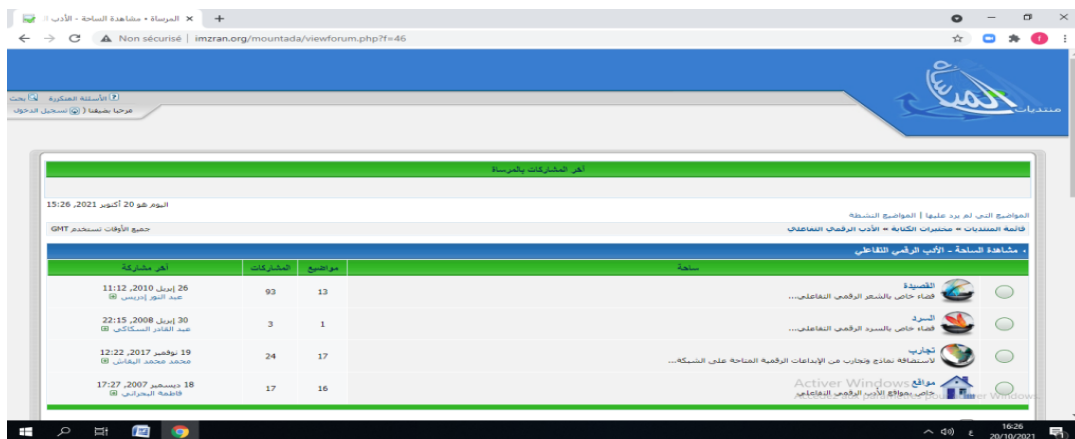 المرساة • مشاهدة الساحة - الأدب ا
Non sécurisé | imzran.org/mountada/viewforum.php?f=46
منتديات المرساة
الأسئلة المتكررة بحث
مرحبا بضيفنا ( تسجيل الدخول
آخر المشاركات بالمرساة
اليوم هو 20 أكتوبر 2021, 15:26
المواضيع التي لم يرد عليها | المواضيع النشطة
قائمة المنتديات » مختبرات الكتابة » الأدب الرقمي التفاعلي
جميع الأوقات تستخدم GMT
مشاهدة الساحة - الأدب الرقمي التفاعلي
ساحة مواضيع المشاركات آخر مشاركة
القصيدة
فضاء خاص بالشعر الرقمي التفاعلي...
13 93
26 إبريل 2010, 11:12
عبد النور إدريس
السرد
فضاء خاص بالسرد الرقمي التفاعلي...
1 3
30 إبريل 2008, 22:15
عبد القادر السكاكي
تجارب
لاستضافة نماذج وتجارب من الإبداعات الرقمية المتاحة على الشبكة...
17 24
19 نوفمبر 2017, 12:22
محمد محمد البقاش
مواقع
خاص بمواقع الأدب الرقمي التفاعلي
16 17
18 ديسمبر 2007, 17:27
فاطمة البحراني
Activer Windows
16:26
20/10/2021